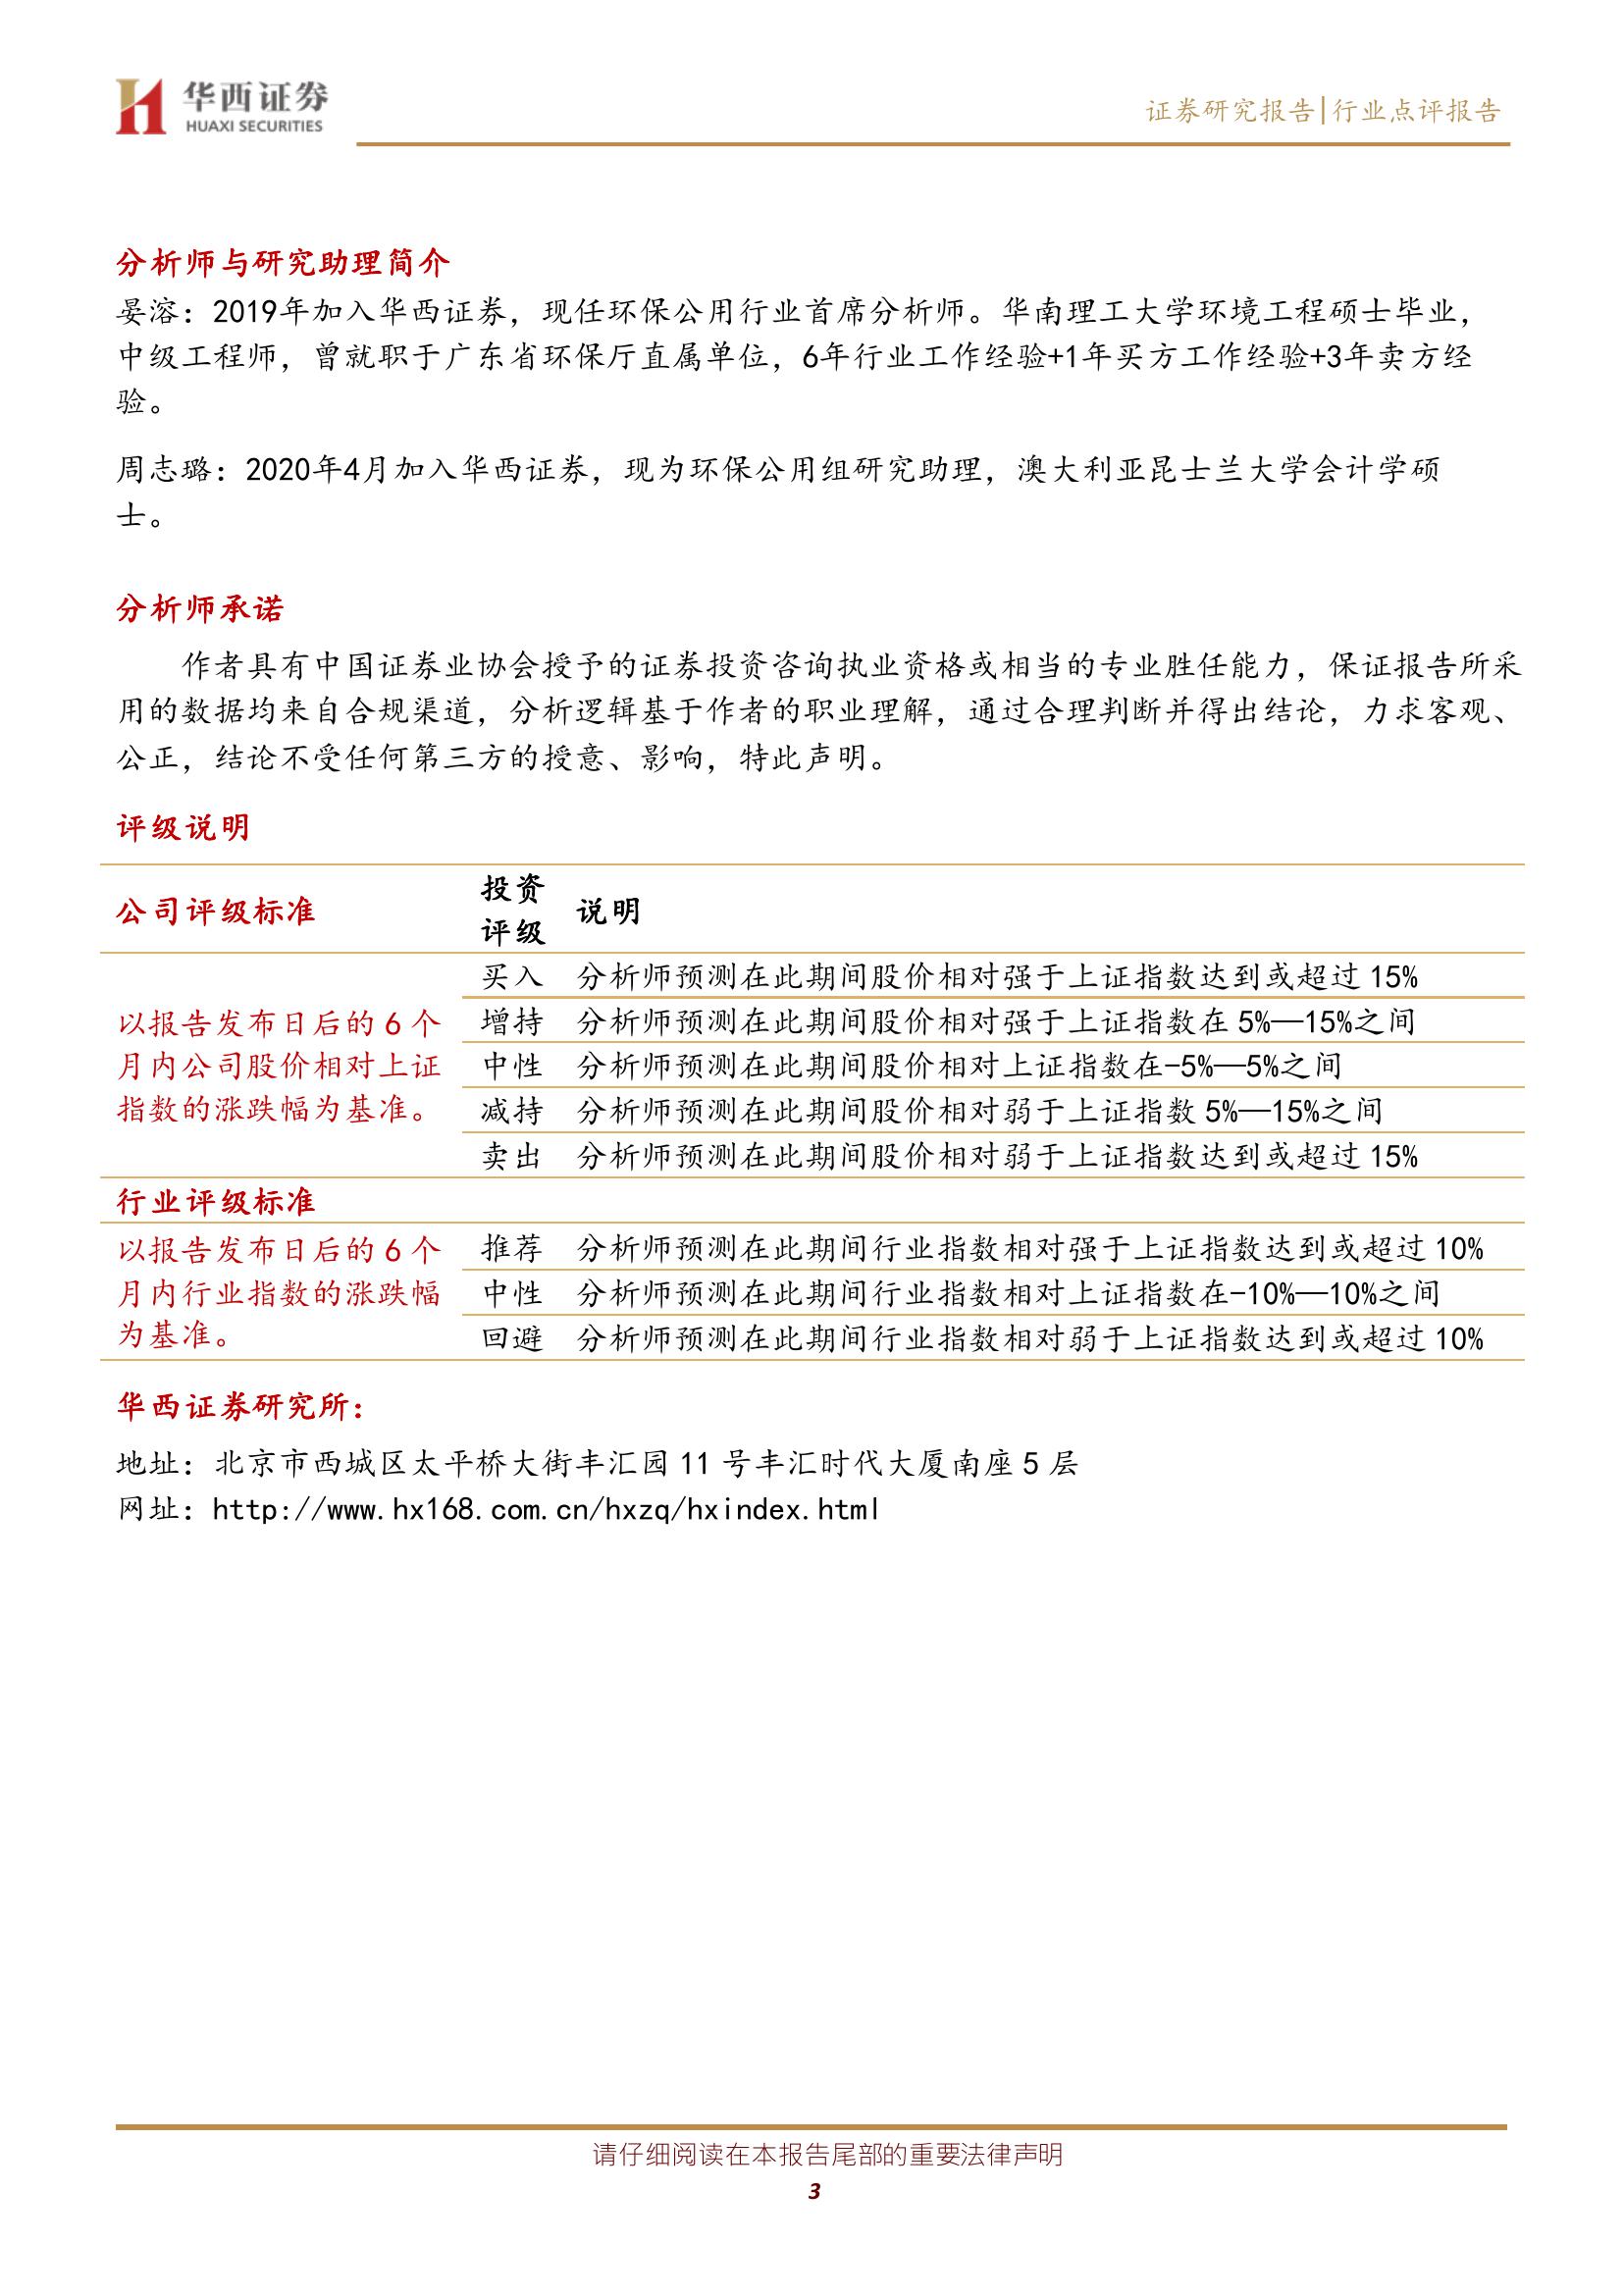 华西证券
HUAXI SECURITIES
证券研究报告|行业点评报告
分析师与研究助理简介
晏溶：2019年加入华西证券，现任环保公用行业首席分析师。华南理工大学环境工程硕士毕业，
中级工程师，曾就职于广东省环保厅直属单位，6年行业工作经验+1年买方工作经验+3年卖方经
验。
周志璐：2020年4月加入华西证券，现为环保公用组研究助理，澳大利亚昆士兰大学会计学硕
士。
分析师承诺
作者具有中国证券业协会授予的证券投资咨询执业资格或相当的专业胜任能力，保证报告所采
用的数据均来自合规渠道，分析逻辑基于作者的职业理解，通过合理判断并得出结论，力求客观、
公正，结论不受任何第三方的授意、影响，特此声明。
评级说明
公司评级标准
投资
评级
说明
以报告发布日后的 6 个
月内公司股价相对上证
指数的涨跌幅为基准。
买入 分析师预测在此期间股价相对强于上证指数达到或超过 15%
增持 分析师预测在此期间股价相对强于上证指数在 5%—15%之间
中性 分析师预测在此期间股价相对上证指数在-5%—5%之间
减持 分析师预测在此期间股价相对弱于上证指数 5%—15%之间
卖出 分析师预测在此期间股价相对弱于上证指数达到或超过 15%
行业评级标准
以报告发布日后的 6 个
月内行业指数的涨跌幅
为基准。
推荐 分析师预测在此期间行业指数相对强于上证指数达到或超过 10%
中性 分析师预测在此期间行业指数相对上证指数在-10%—10%之间
回避 分析师预测在此期间行业指数相对弱于上证指数达到或超过 10%
华西证券研究所：
地址：北京市西城区太平桥大街丰汇园 11 号丰汇时代大厦南座 5 层
网址：http://www.hx168.com.cn/hxzq/hxindex.html
请仔细阅读在本报告尾部的重要法律声明
3